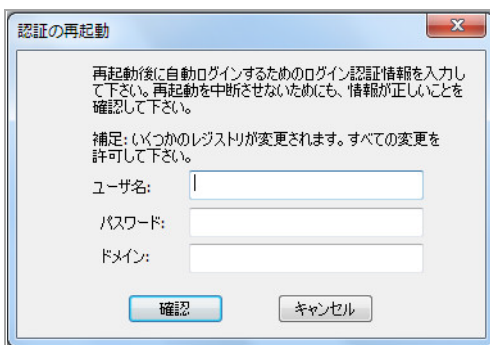 認証の再起動
再起動後に自動ログインするためのログイン認証情報を入力し
て下さい。再起動を中断させないためにも、情報が正しいことを
確認して下さい。
補足: いくつかのレジストリが変更されます。すべての変更を
許可して下さい。
ユーザ名:
パスワード:
ドメイン:
確認
キャンセル